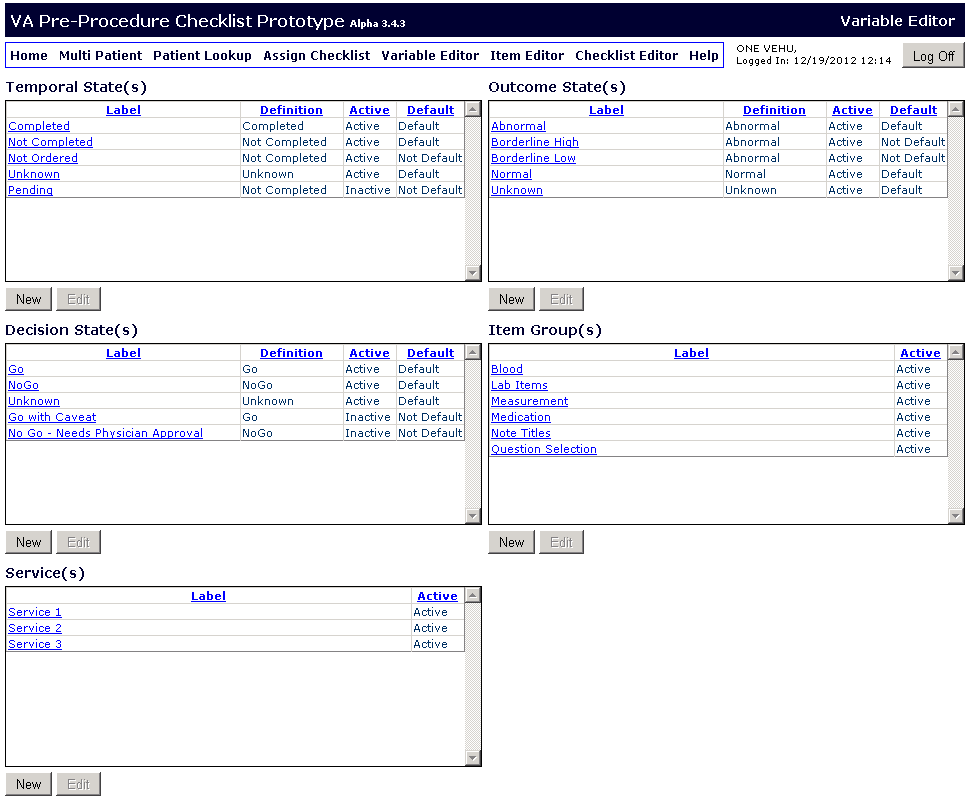 VA Pre-Procedure Checklist Prototype Alpha 3.4.3 Variable Editor
Home Multi Patient Patient Lookup Assign Checklist Variable Editor Item Editor Checklist Editor Help
ONE VEHU,
Logged In: 12/19/2012 12:14
Log Off
Temporal State(s)
Label Definition Active Default
Completed Completed Active Default
Not Completed Not Completed Active Default
Not Ordered Not Completed Active Not Default
Unknown Unknown Active Default
Pending Not Completed Inactive Not Default
New Edit
Outcome State(s)
Label Definition Active Default
Abnormal Abnormal Active Default
Borderline High Abnormal Active Not Default
Borderline Low Abnormal Active Not Default
Normal Normal Active Default
Unknown Unknown Active Default
New Edit
Decision State(s)
Label Definition Active Default
Go Go Active Default
NoGo NoGo Active Default
Unknown Unknown Active Default
Go with Caveat Go Inactive Not Default
No Go - Needs Physician Approval NoGo Inactive Not Default
New Edit
Item Group(s)
Label Active
Blood Active
Lab Items Active
Measurement Active
Medication Active
Note Titles Active
Question Selection Active
New Edit
Service(s)
Label Active
Service 1 Active
Service 2 Active
Service 3 Active
New Edit